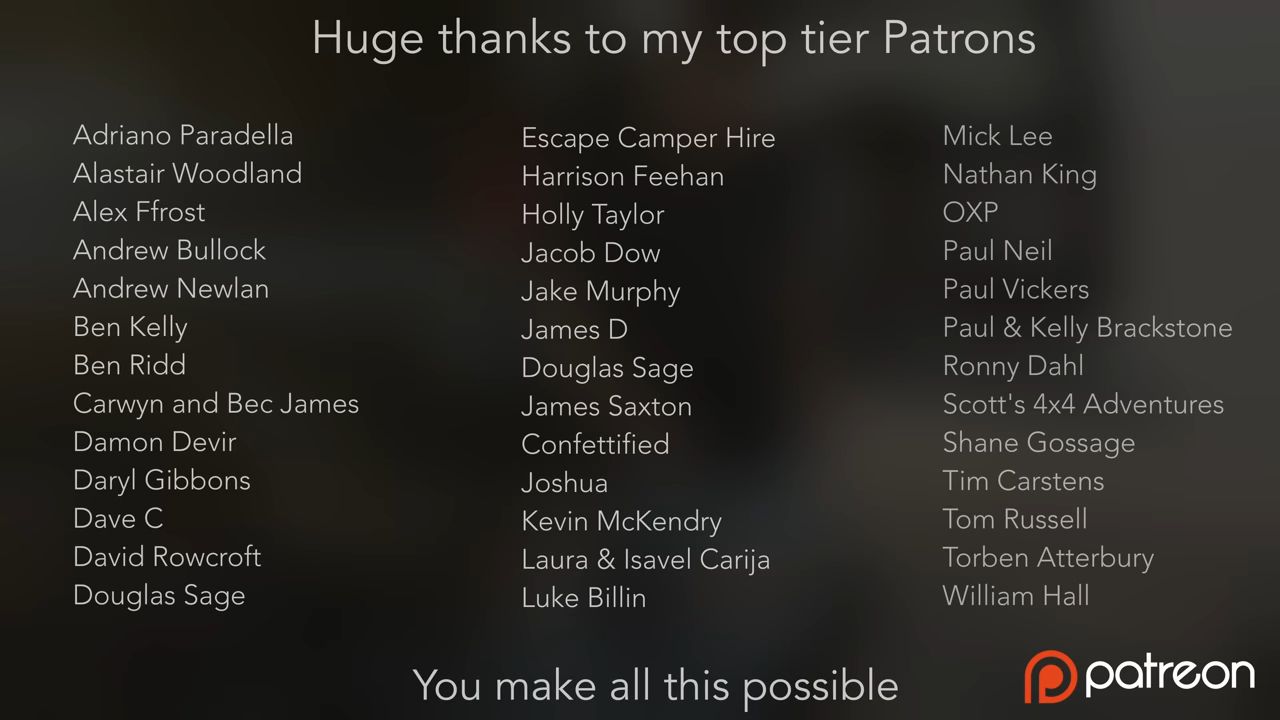 Huge thanks to my top tier Patrons
Adriano Paradella
Alastair Woodland
Alex Ffrost
Andrew Bullock
Andrew Newlan
Ben Kelly
Ben Ridd
Carwyn and Bec James
Damon Devir
Daryl Gibbons
Dave C
David Rowcroft
Douglas Sage
Escape Camper Hire
Harrison Feehan
Holly Taylor
Jacob Dow
Jake Murphy
James D
Douglas Sage
James Saxton
Confettified
Joshua
Kevin McKendry
Laura & Isavel Carija
Luke Billin
Mick Lee
Nathan King
OXP
Paul Neil
Paul Vickers
Paul & Kelly Brackstone
Ronny Dahl
Scott's 4x4 Adventures
Shane Gossage
Tim Carstens
Tom Russell
Torben Atterbury
William Hall
You make all this possible
patreon